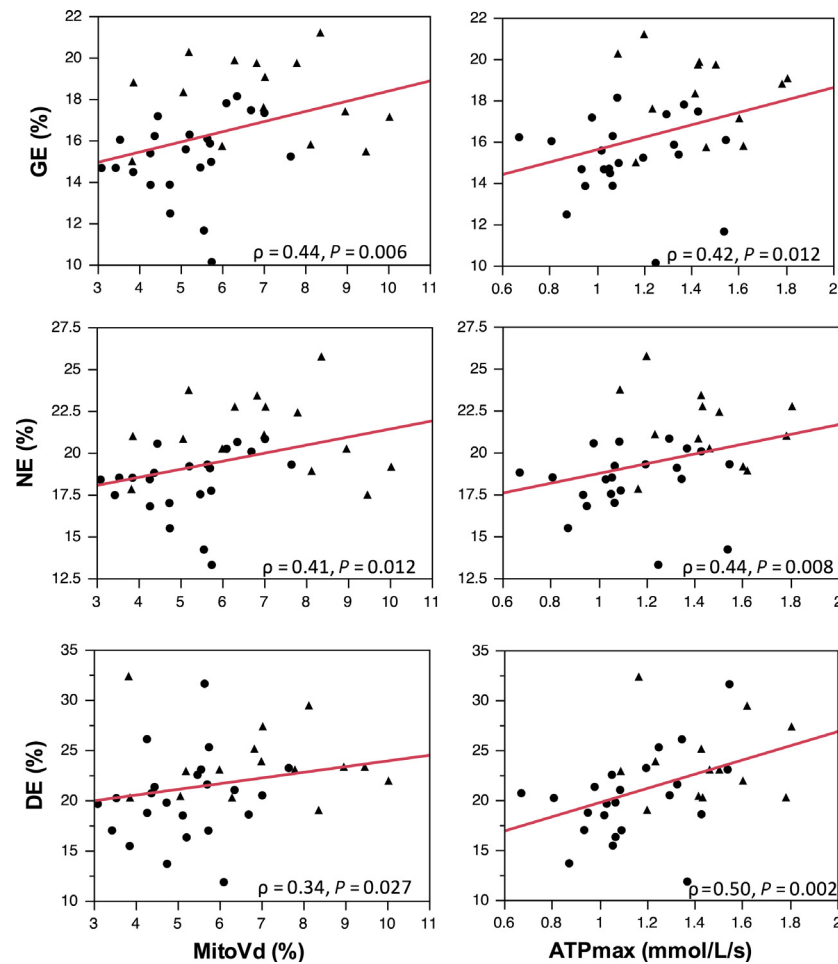 22
20
18
16
14
12
10
GE (%)
3 4 5 6 7 8 9 10 11
ρ = 0.44, P = 0.006
22
20
18
16
14
12
10
0.6 0.8 1 1.2 1.4 1.6 1.8 2
ρ = 0.42, P = 0.012
27.5
25
22.5
20
17.5
15
12.5
NE (%)
3 4 5 6 7 8 9 10 11
ρ = 0.41, P = 0.012
27.5
25
22.5
20
17.5
15
12.5
0.6 0.8 1 1.2 1.4 1.6 1.8 2
ρ = 0.44, P = 0.008
35
30
25
20
15
10
DE (%)
3 4 5 6 7 8 9 10 11
ρ = 0.34, P = 0.027
MitoVd (%)
35
30
25
20
15
10
0.6 0.8 1 1.2 1.4 1.6 1.8 2
ρ = 0.50, P = 0.002
ATPmax (mmol/L/s)